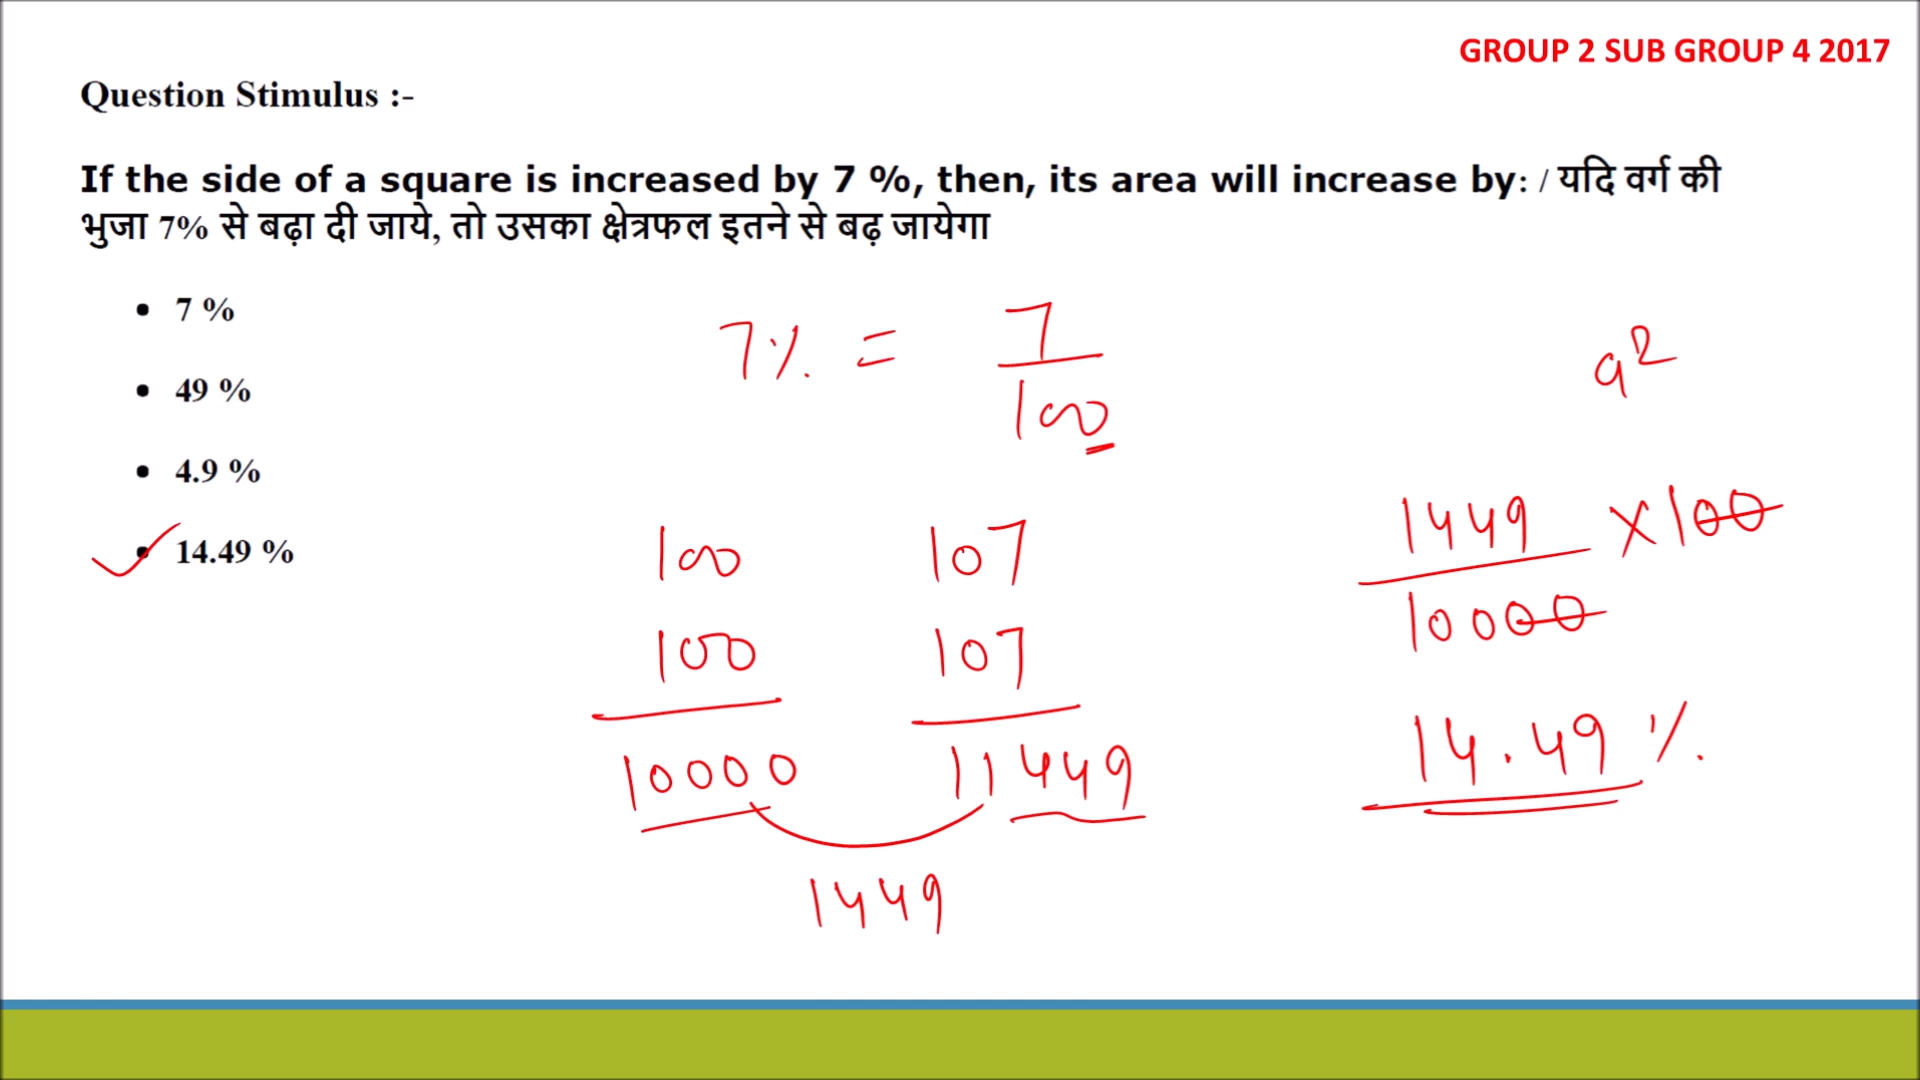 GROUP 2 SUB GROUP 4 2017
Question Stimulus :-
If the side of a square is increased by 7 %, then, its area will increase by: / यदि वर्ग की
भुजा 7% से बढ़ा दी जाये, तो उसका क्षेत्रफल इतने से बढ़ जायेगा
• 7 %
• 49 %
• 4.9 %
• 14.49 %
7% = 7
100
a²
100 107
100 107
10000 11449
1449
1449 × 100
10000
14.49 %